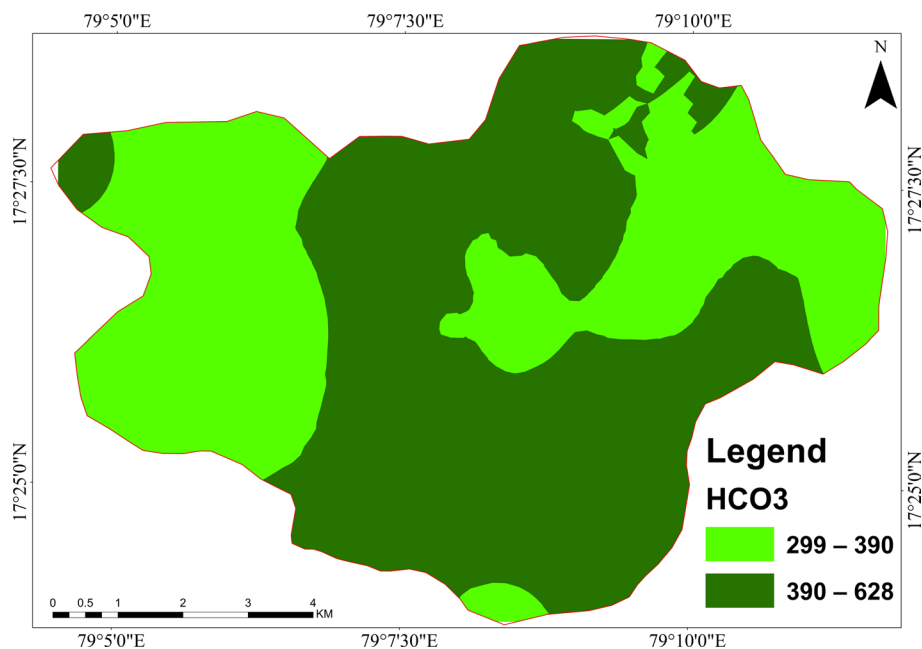 79°5'0"E 79°7'30"E 79°10'0"E
N
17°27'30"N 17°27'30"N
17°25'0"N 17°25'0"N
Legend
HCO3
299 – 390
390 – 628
0 0.5 1 2 3 4
KM
79°5'0"E 79°7'30"E 79°10'0"E